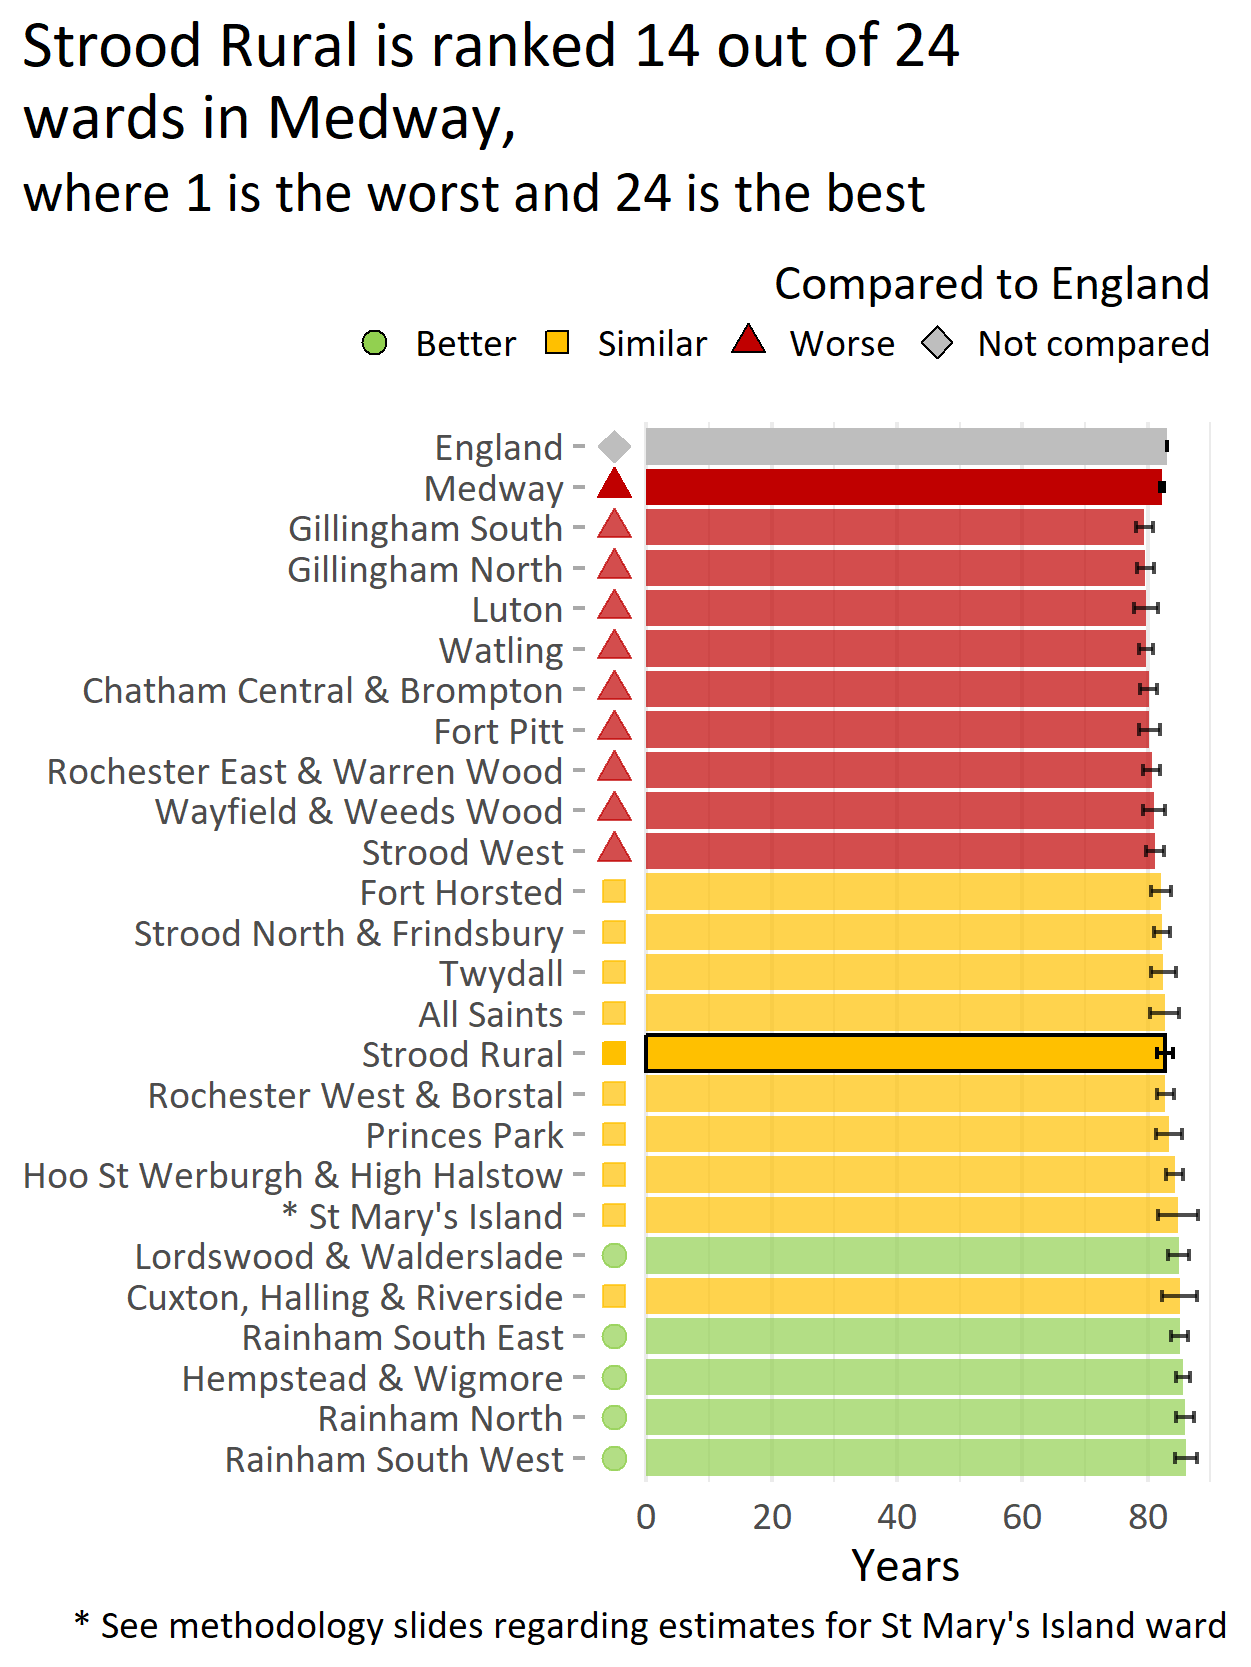 Strood Rural is ranked 14 out of 24
wards in Medway,
where 1 is the worst and 24 is the best
Compared to England
Better Similar Worse Not compared
England
Medway
Gillingham South
Gillingham North
Luton
Watling
Chatham Central & Brompton
Fort Pitt
Rochester East & Warren Wood
Wayfield & Weeds Wood
Strood West
Fort Horsted
Strood North & Frindsbury
Twydall
All Saints
Strood Rural
Rochester West & Borstal
Princes Park
Hoo St Werburgh & High Halstow
* St Mary's Island
Lordswood & Walderslade
Cuxton, Halling & Riverside
Rainham South East
Hempstead & Wigmore
Rainham North
Rainham South West
0 20 40 60 80
Years
* See methodology slides regarding estimates for St Mary's Island ward